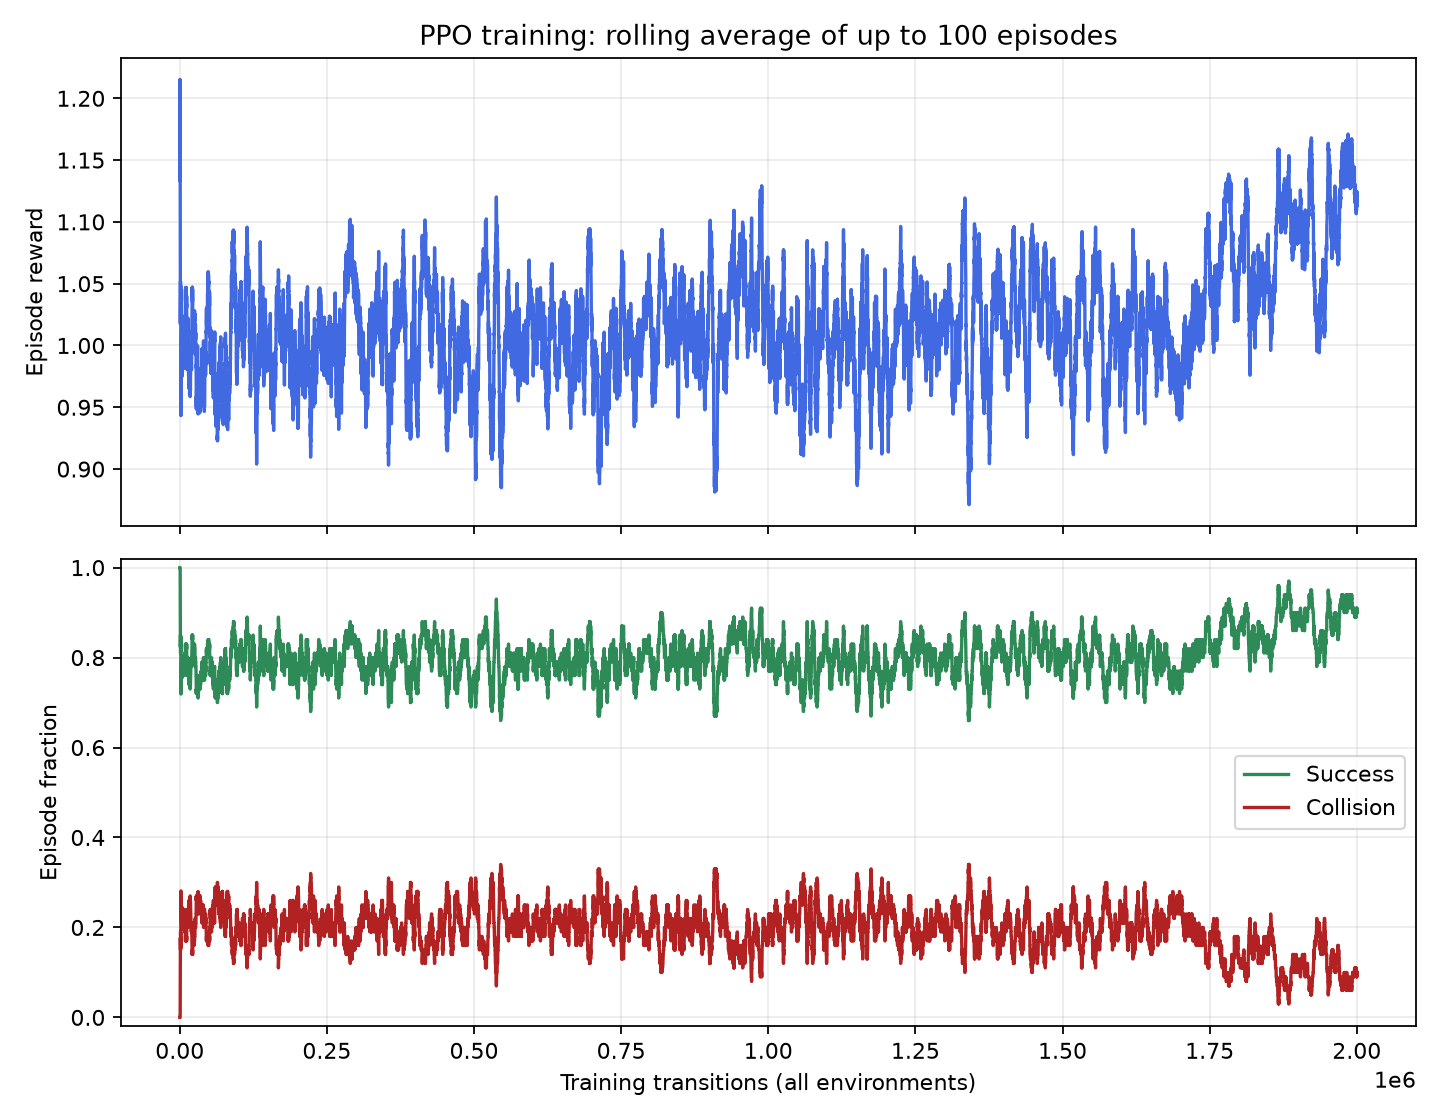 PPO training: rolling average of up to 100 episodes
Episode reward
1.20
1.15
1.10
1.05
1.00
0.95
0.90
Episode fraction
1.0
0.8
0.6
0.4
0.2
0.0
Success
Collision
0.00 0.25 0.50 0.75 1.00 1.25 1.50 1.75 2.00
1e6
Training transitions (all environments)